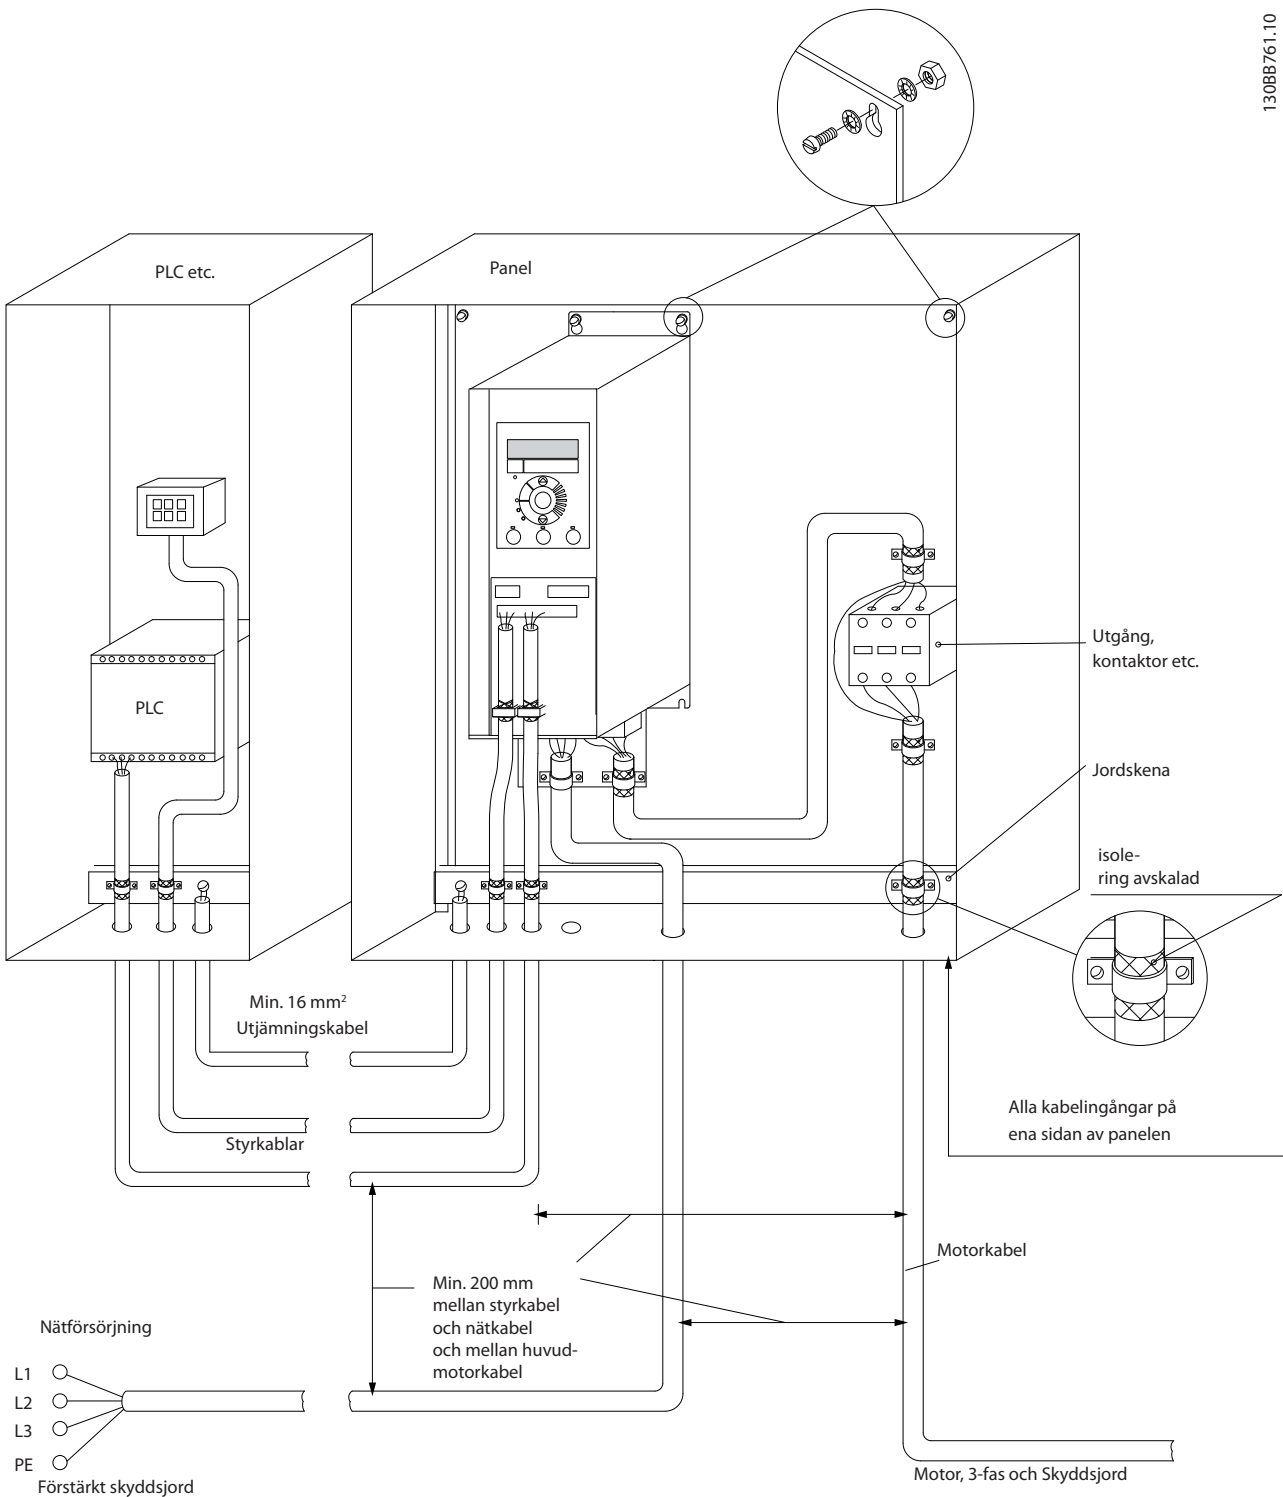 130BB761.10
PLC etc.
Panel
PLC
Utgång,
kontaktor etc.
Jordskena
isole-
ring avskalad
Min. 16 mm²
Utjämningskabel
Styrkablar
Alla kabelingångar på
ena sidan av panelen
Motorkabel
Min. 200 mm
mellan styrkabel
och nätkabel
och mellan huvud-
motorkabel
Nätförsörjning
L1
L2
L3
PE
Förstärkt skyddsjord
Motor, 3-fas och Skyddsjord